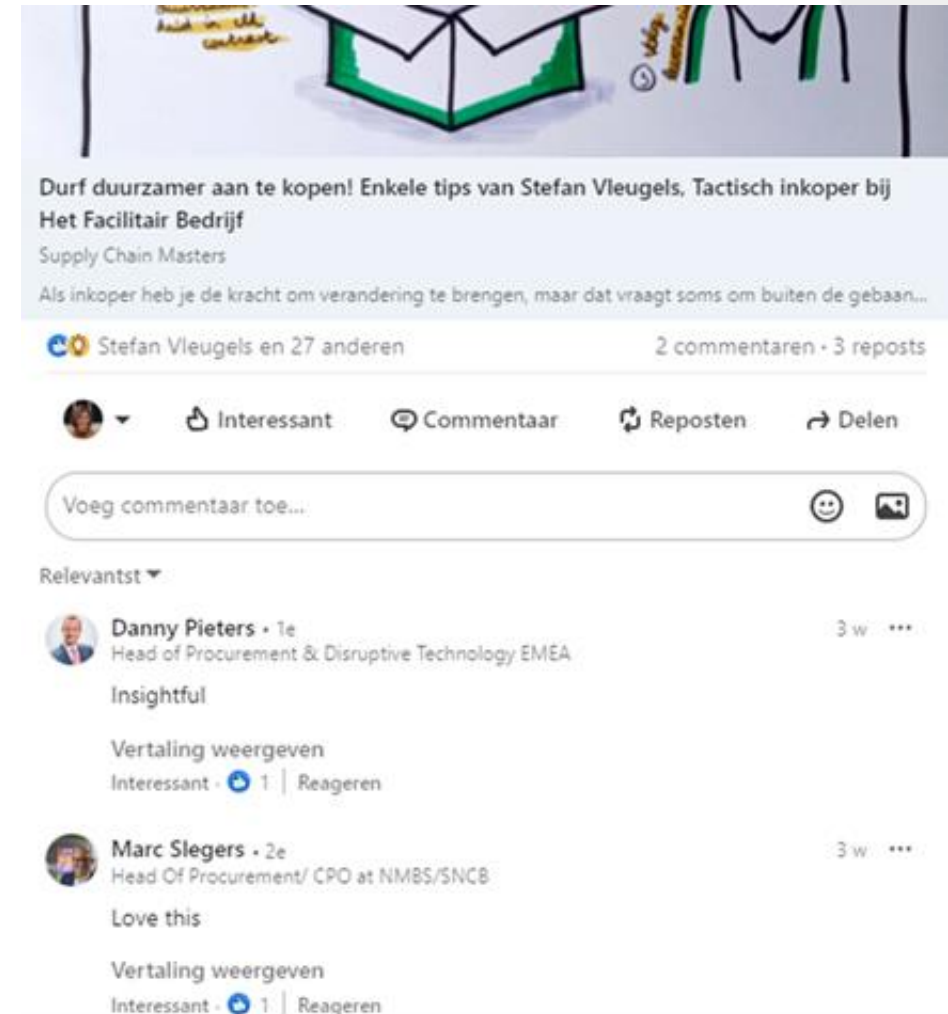 heid in elk
contract
Durf duurzamer aan te kopen! Enkele tips van Stefan Vleugels, Tactisch inkoper bij
Het Facilitair Bedrijf
Supply Chain Masters
Als inkoper heb je de kracht om verandering te brengen, maar dat vraagt soms om buiten de gebaan...
Stefan Vleugels en 27 anderen 2 commentaren • 3 reposts
Interessant Commentaar Reposten Delen
Voeg commentaar toe...
Relevantst
Danny Pieters • 1e 3 w
Head of Procurement & Disruptive Technology EMEA
Insightful
Vertaling weergeven
Interessant · 1 | Reageren
Marc Slegers • 2e 3 w
Head Of Procurement/ CPO at NMBS/SNCB
Love this
Vertaling weergeven
Interessant · 1 | Reageren